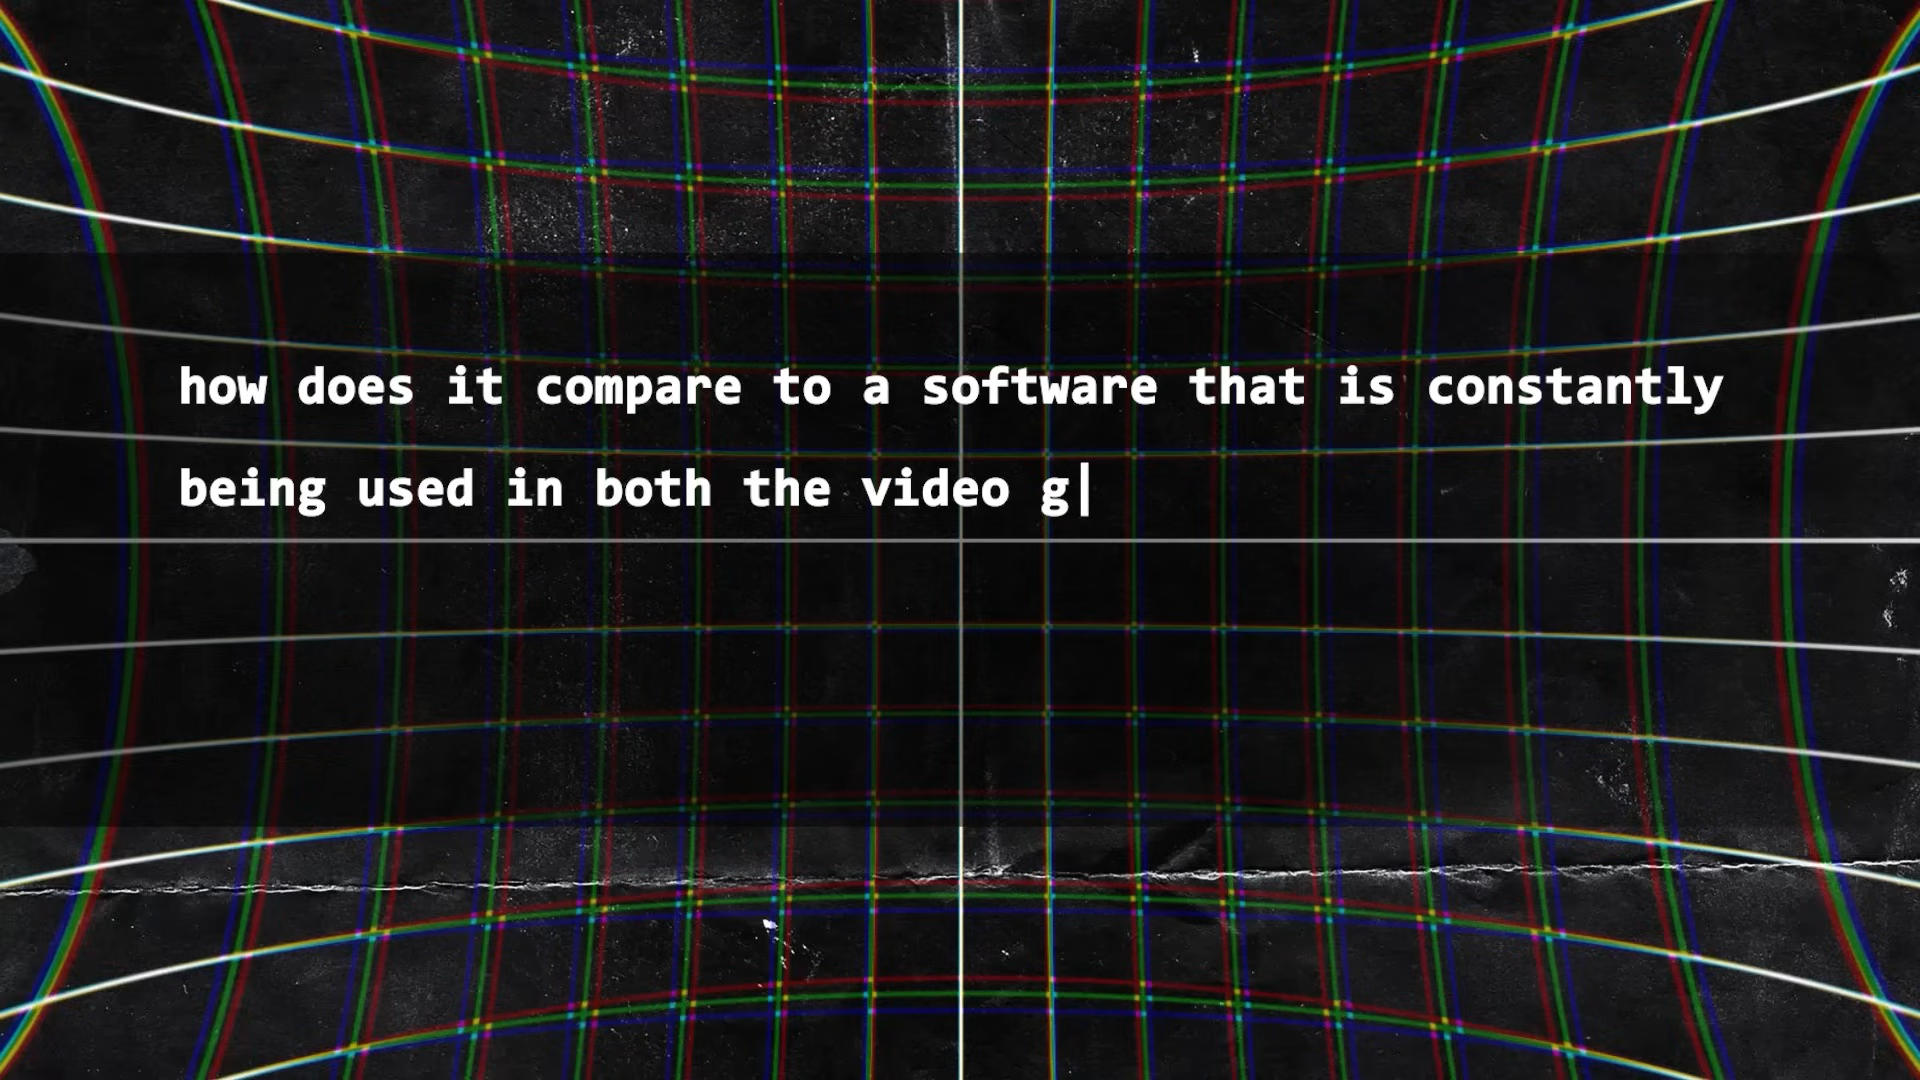 how does it compare to a software that is constantly
being used in both the video g|